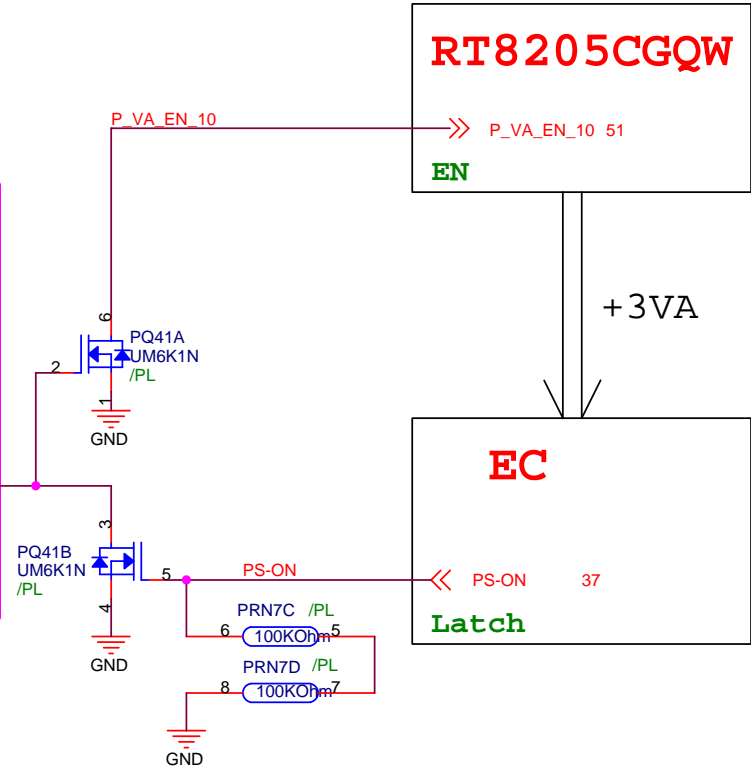 RT8205CGQW
P_VA_EN_10
P_VA_EN_10 51
EN
+3VA
6
PQ41A
UM6K1N
/PL
2
1
GND
EC
3
PQ41B
UM6K1N
/PL
5
PS-ON
PS-ON 37
4
Latch
PRN7C /PL
6 100KOhm 5
GND
PRN7D /PL
8 100KOhm 7
GND